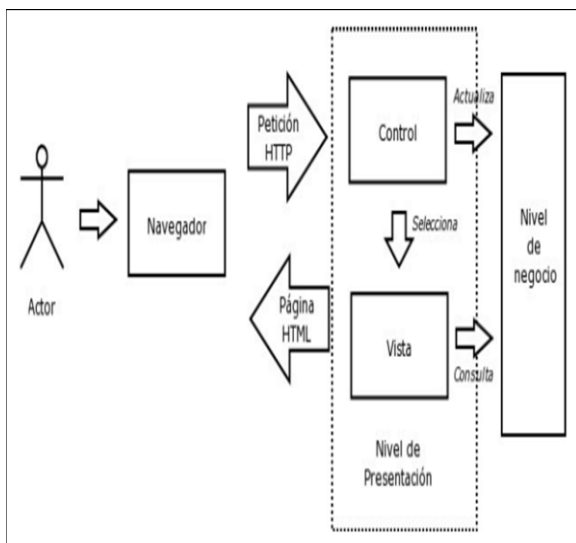 Actor
Navegador
Petición
HTTP
Página
HTML
Control
Actualiza
Selecciona
Vista
Consulta
Nivel de
Presentación
Nivel
de
negocio